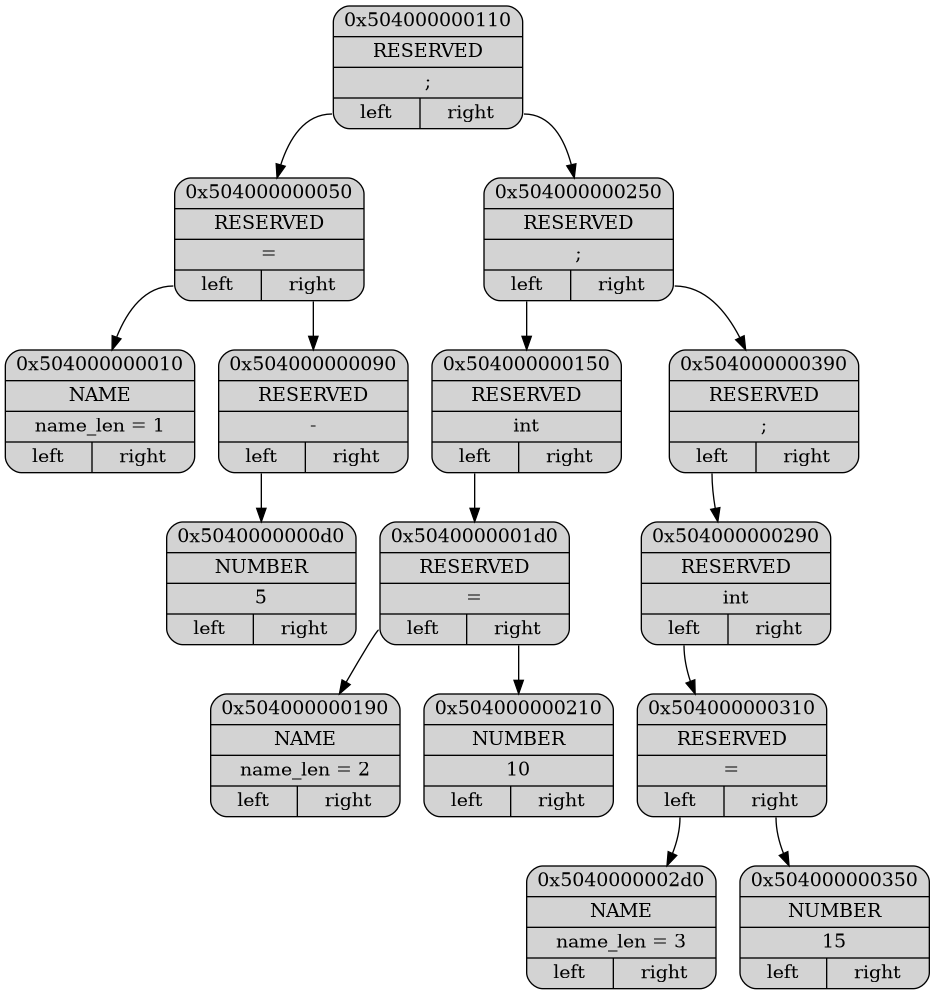 0x504000000110
RESERVED
;
left right
0x504000000050
RESERVED
=
left right
0x504000000250
RESERVED
;
left right
0x504000000010
NAME
name_len = 1
left right
0x504000000090
RESERVED
-
left right
0x504000000150
RESERVED
int
left right
0x504000000390
RESERVED
;
left right
0x5040000000d0
NUMBER
5
left right
0x5040000001d0
RESERVED
=
left right
0x504000000290
RESERVED
int
left right
0x504000000190
NAME
name_len = 2
left right
0x504000000210
NUMBER
10
left right
0x504000000310
RESERVED
=
left right
0x5040000002d0
NAME
name_len = 3
left right
0x504000000350
NUMBER
15
left right